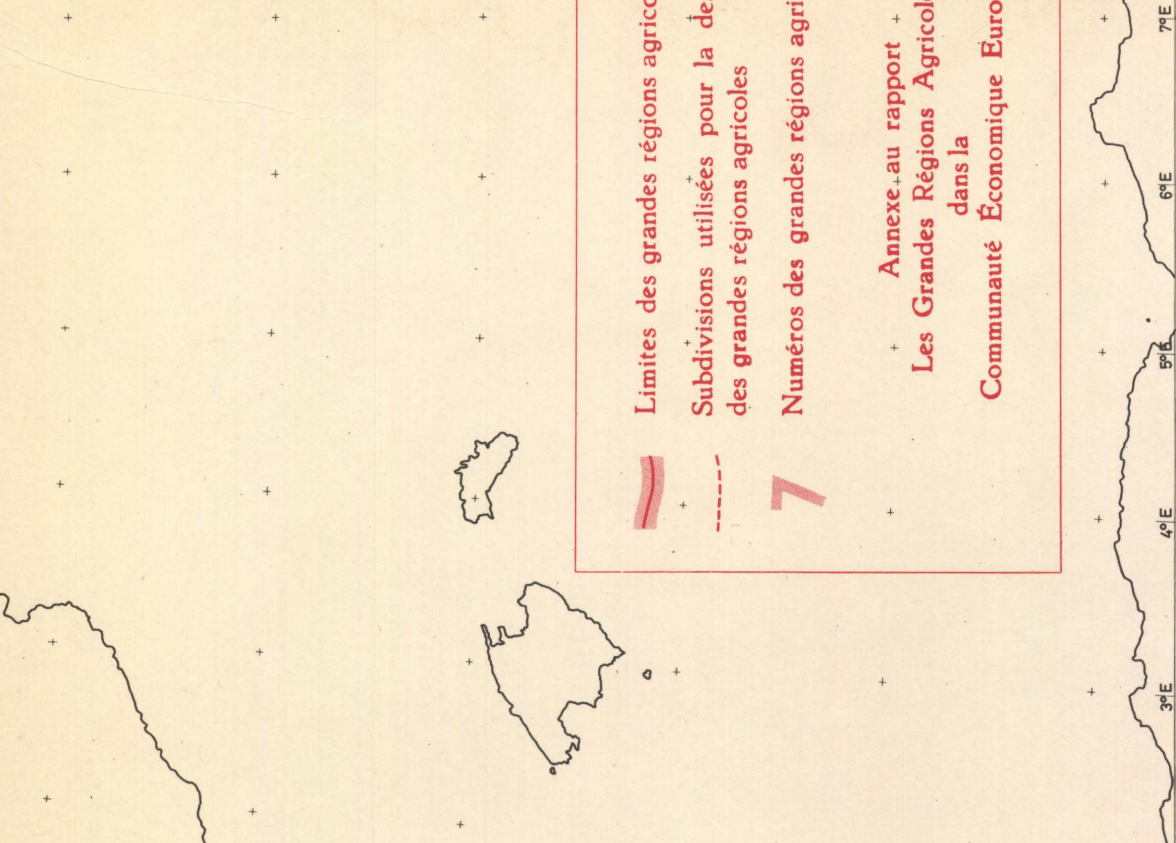 Limites des grandes régions agrico
Subdivisions utilisées pour la de
des grandes régions agricoles
7
Numéros des grandes régions agri
Annexe au rapport
Les Grandes Régions Agricol
dans la
Communauté Économique Euro
7°E
6°E
5°E
4°E
3°E